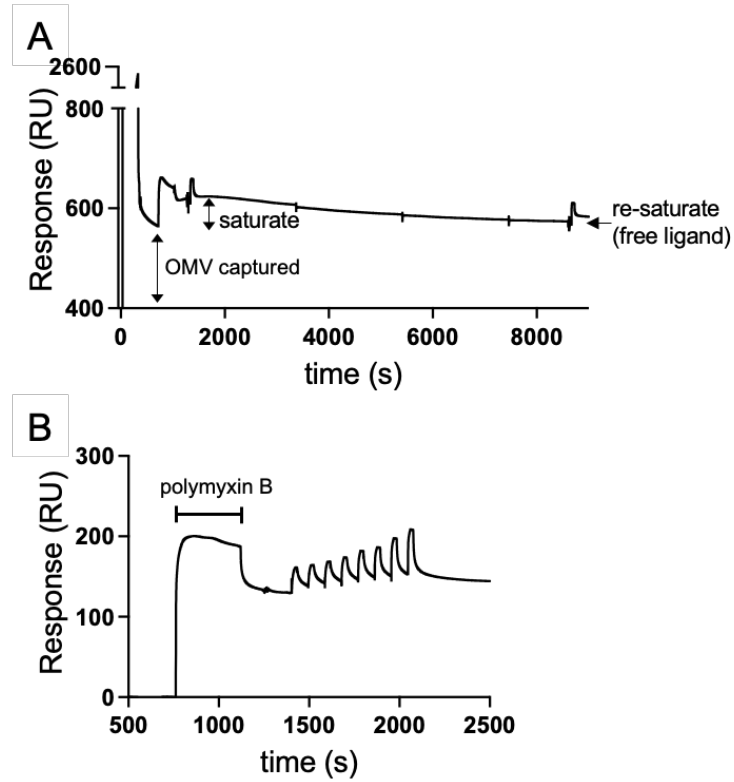 A
2600
800
600
400
Response (RU)
saturate
OMV captured
re-saturate
(free ligand)
0 2000 4000 6000 8000
time (s)
B
300
200
100
0
Response (RU)
polymyxin B
500 1000 1500 2000 2500
time (s)